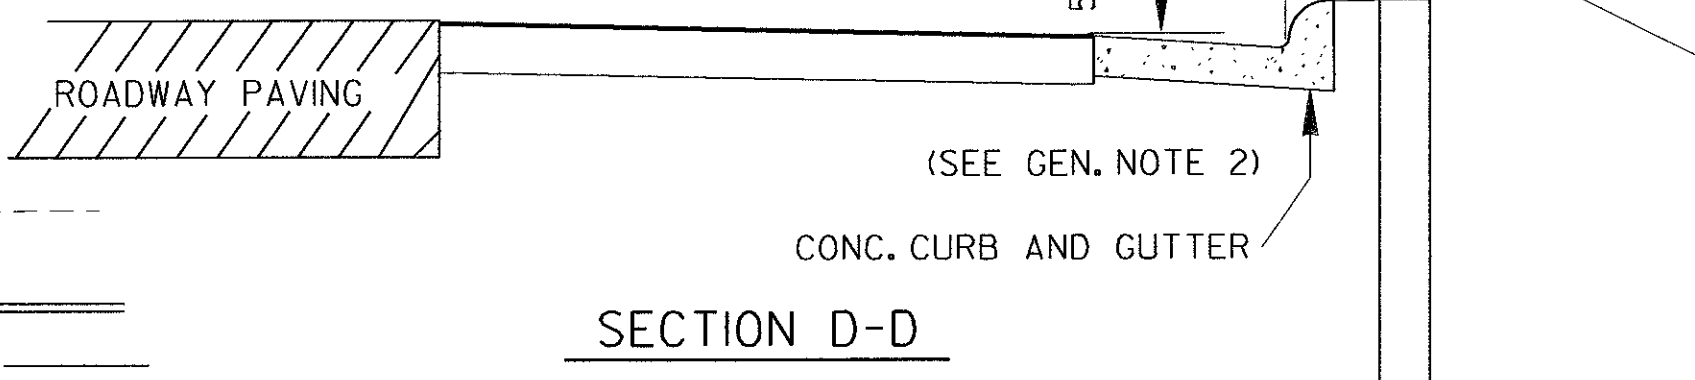 ROADWAY PAVING
(SEE GEN. NOTE 2)
CONC. CURB AND GUTTER
SECTION D-D